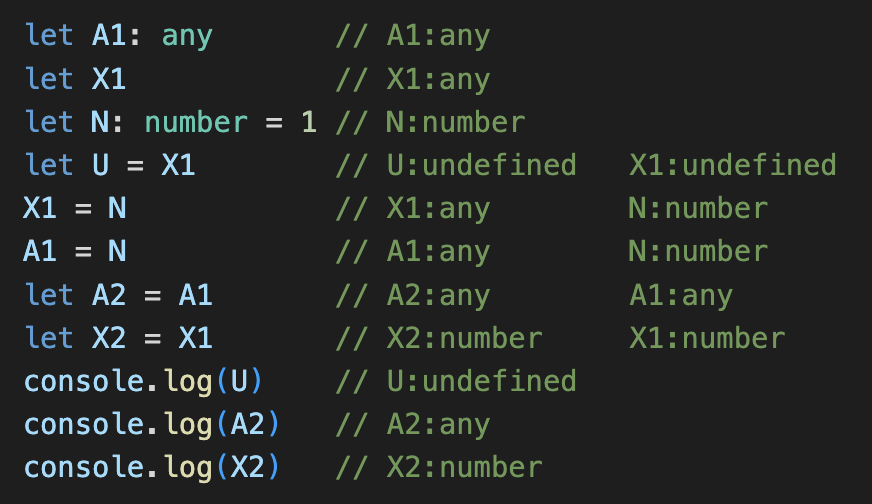 let A1: any // A1:any
let X1 // X1:any
let N: number = 1 // N:number
let U = X1 // U:undefined X1:undefined
X1 = N // X1:any N:number
A1 = N // A1:any N:number
let A2 = A1 // A2:any A1:any
let X2 = X1 // X2:number X1:number
console.log(U) // U:undefined
console.log(A2) // A2:any
console.log(X2) // X2:number